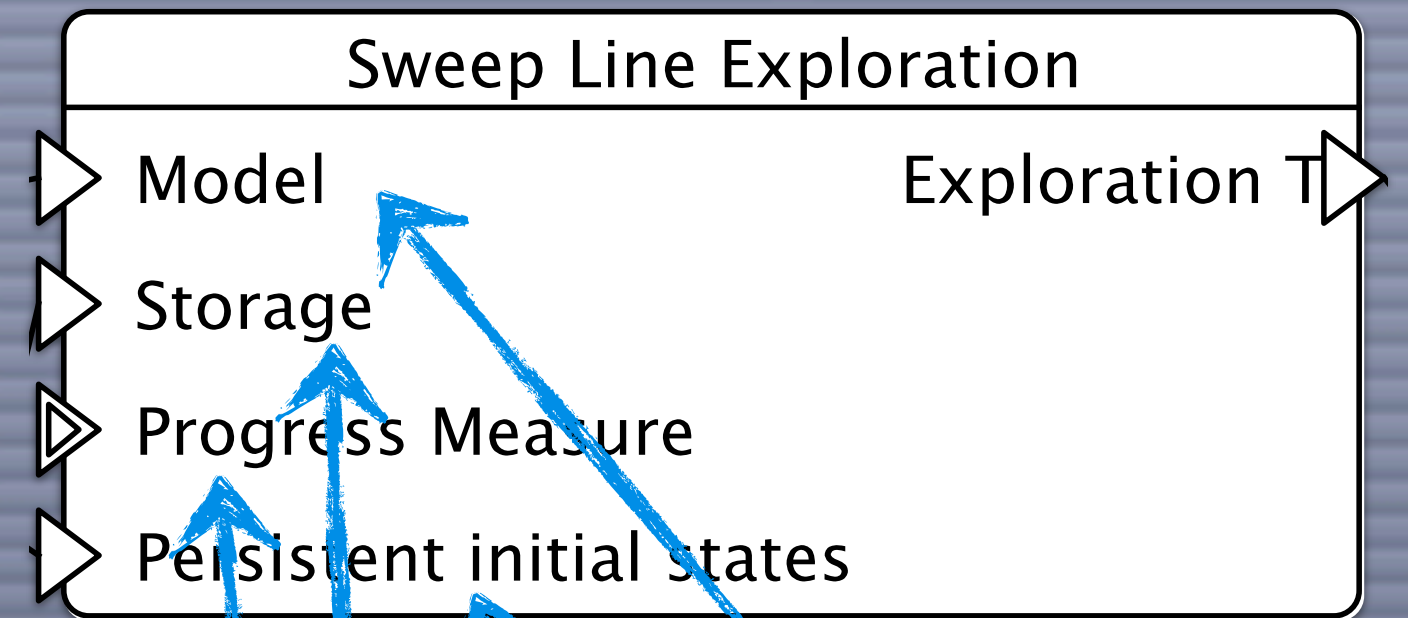 Sweep Line Exploration
Model
Exploration T
Storage
Progress Measure
Persistent initial states